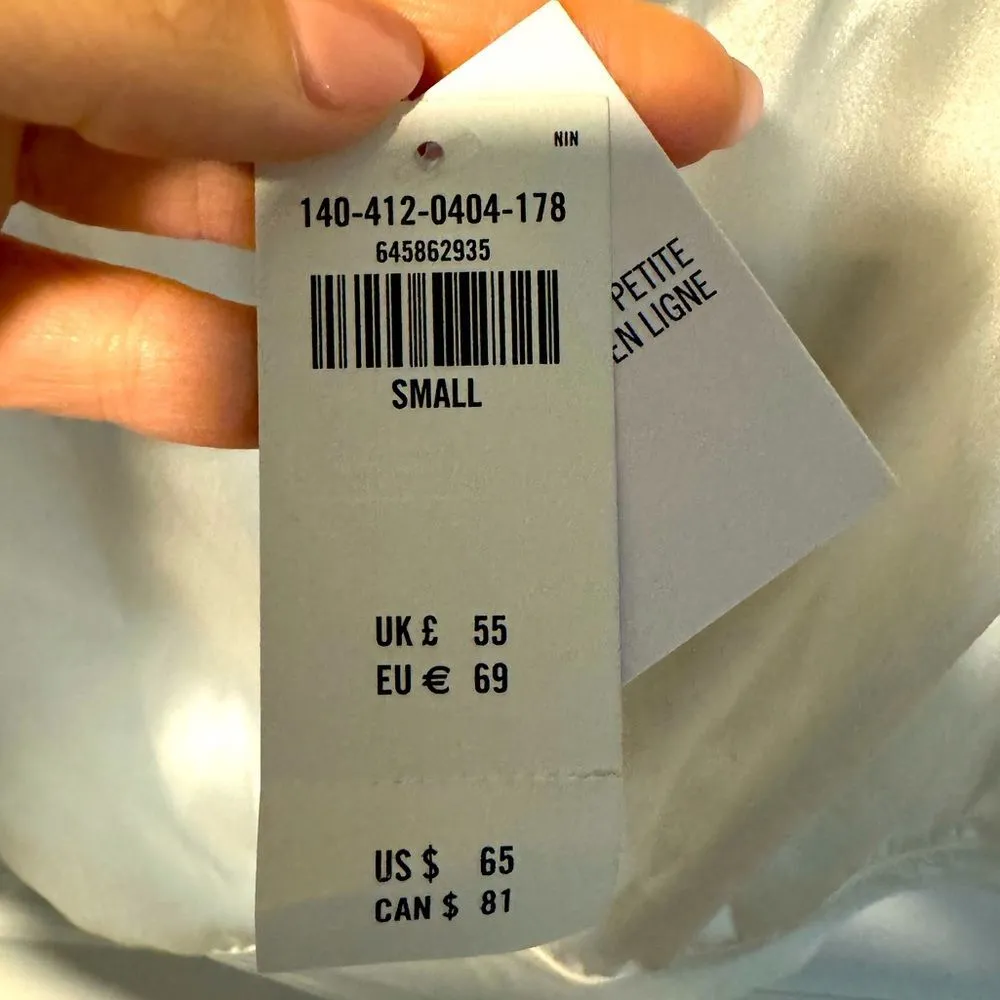 NIN
140-412-0404-178
645862935
SMALL
UK £ 55
EU € 69
US $ 65
CAN $ 81
PETITE
EN LIGNE